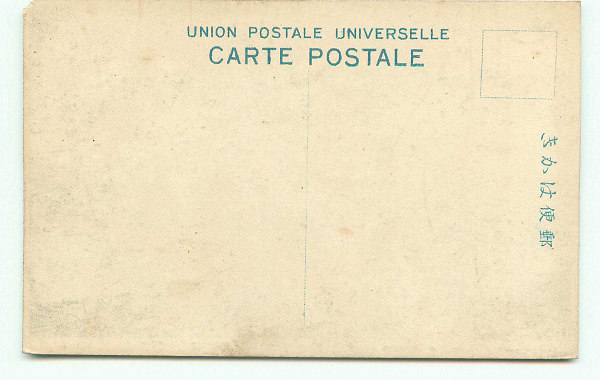 UNION POSTALE UNIVERSELLE
CARTE POSTALE
郵便はかき